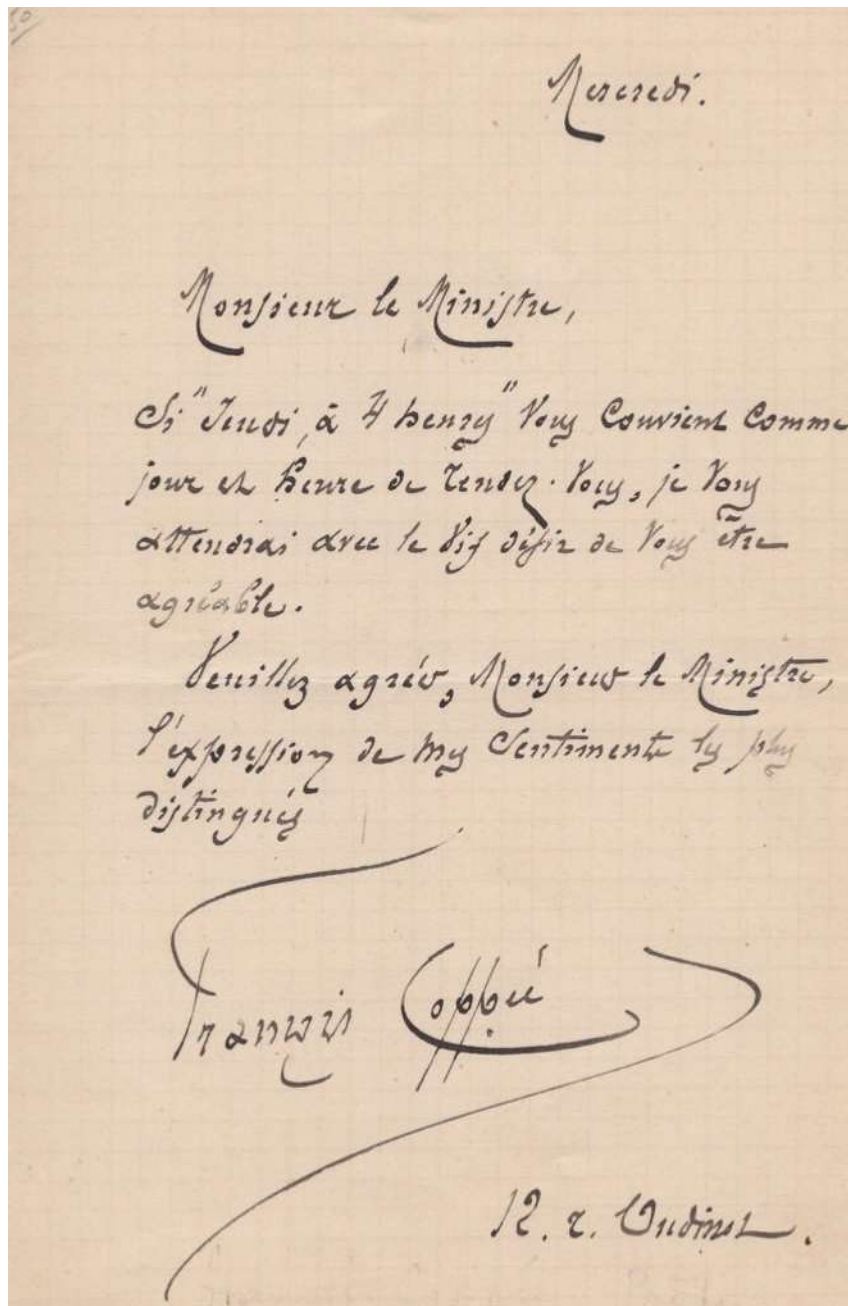 50
Mercredi.
Monsieur le Ministre,
Si "Jeudi, à 4 heures" vous convient comme
jour et heure de rendez-vous, je vous
attendrai avec le vif désir de vous être
agréable.
Veuillez agréer, Monsieur le Ministre,
l'expression de mes sentiments les plus
distingués
François Coppée
12. r. Oudinot.